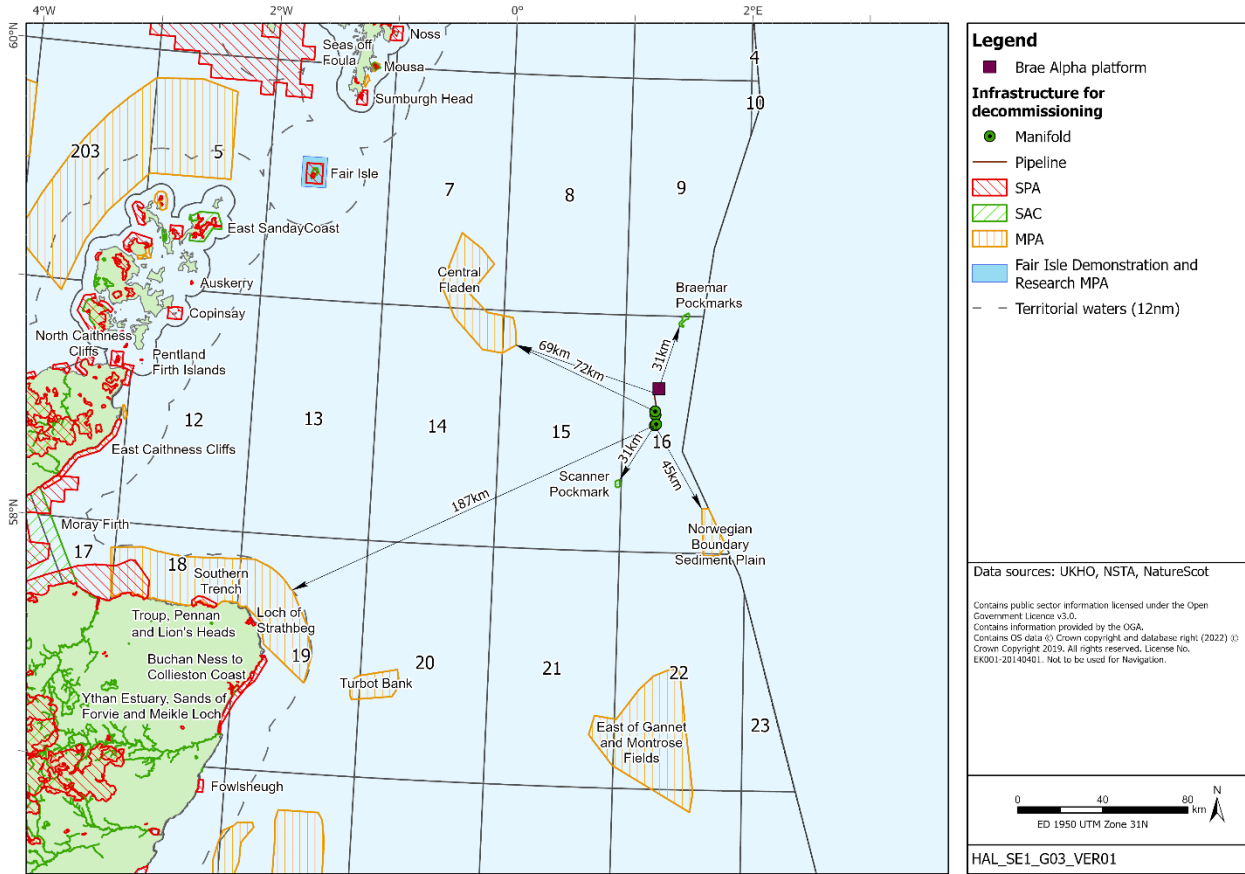 4°W
2°W
0°
2°E
60°N
58°N
Noss
Seas off
Foula
Mousa
Sumburgh Head
4
10
203
5
Fair Isle
7
8
9
East SandayCoast
Central
Fladen
Auskerry
Braemar
Pockmarks
Copinsay
North Caithness
Cliffs
Pentland
Firth Islands
69km
72km
31km
12
13
14
15
16
East Caithness Cliffs
31km
45km
Scanner
Pockmark
187km
Moray Firth
17
18
Norwegian
Boundary
Sediment Plain
Southern
Trench
Troup, Pennan
and Lion's Heads
Loch of
Strathbeg
19
20
21
22
23
Buchan Ness to
Collieston Coast
Turbot Bank
Ythan Estuary, Sands of
Forvie and Meikle Loch
East of Gannet
and Montrose
Fields
Fowlsheugh
Legend
Brae Alpha platform
Infrastructure for
decommissioning
Manifold
Pipeline
SPA
SAC
MPA
Fair Isle Demonstration and
Research MPA
Territorial waters (12nm)
Data sources: UKHO, NSTA, NatureScot
Contains public sector information licensed under the Open
Government Licence v3.0.
Contains information provided by the OGA.
Contains OS data © Crown copyright and database right (2022) ©
Crown Copyright 2019. All rights reserved. License No.
EK001-20140401. Not to be used for Navigation.
0 40 80
km
N
ED 1950 UTM Zone 31N
HAL_SE1_G03_VER01